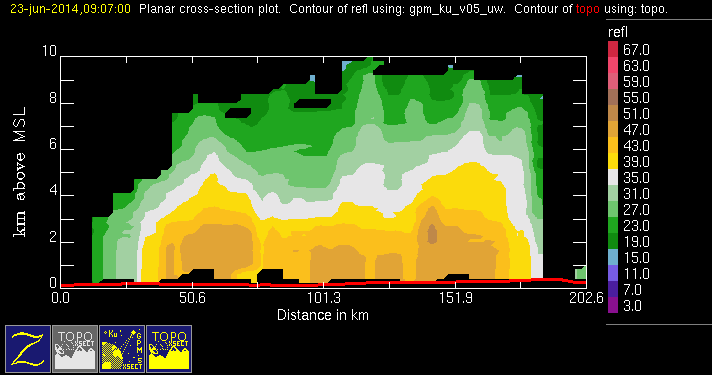 23-jun-2014,09:07:00 Planar cross-section plot. Contour of refl using: gpm_ku_v05_uw. Contour of topo using: topo.
refl
67.0
63.0
59.0
55.0
51.0
47.0
43.0
39.0
35.0
31.0
27.0
23.0
19.0
15.0
11.0
7.0
3.0
km above MSL
10
8
6
4
2
0
0.0 50.6 101.3 151.9 202.6
Distance in km
Z
TOPO XSECT
"Ku" GPM S XSECT
TOPO XSECT